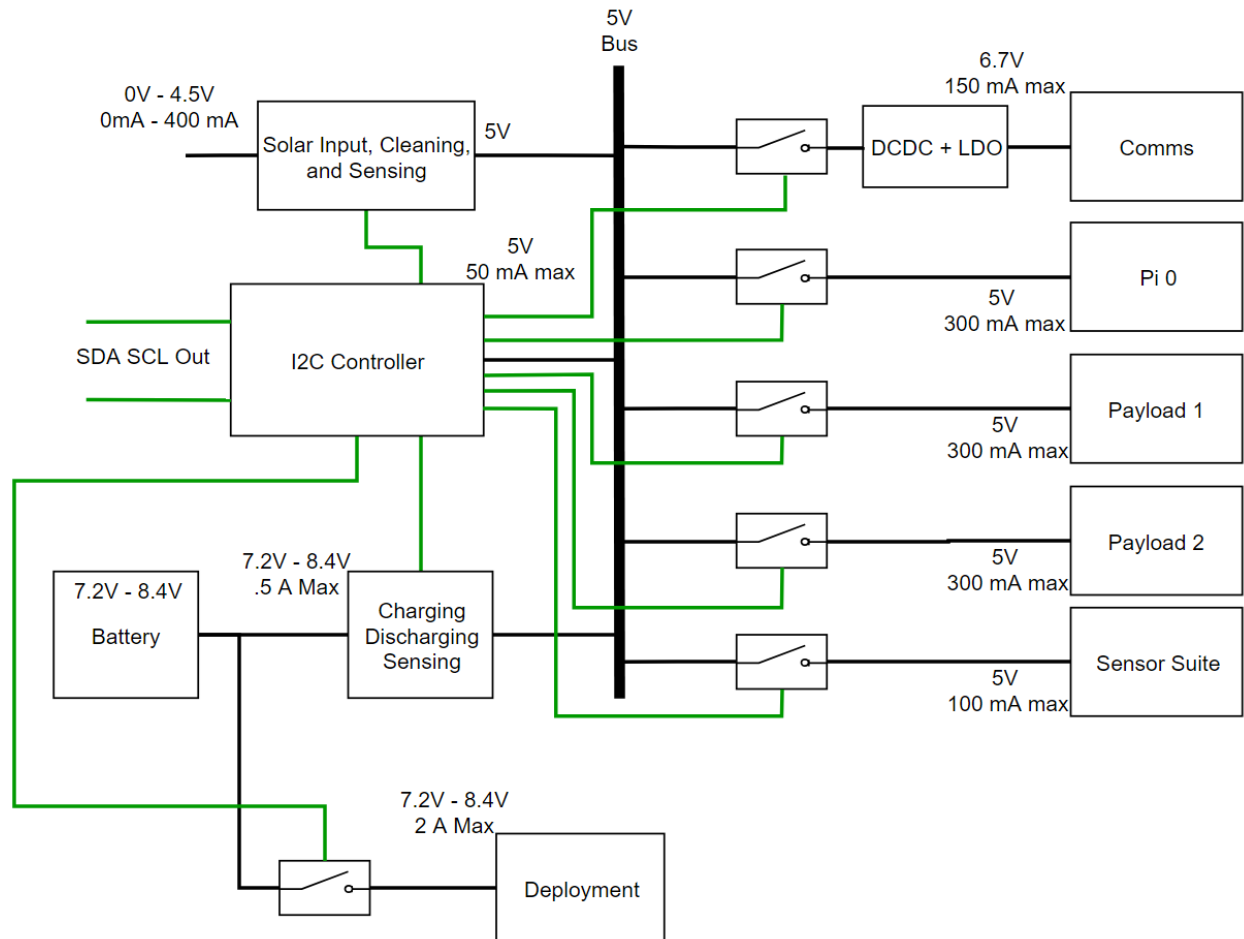 5V
Bus
0V - 4.5V
0mA - 400 mA
Solar Input, Cleaning,
and Sensing
5V
6.7V
150 mA max
DCDC + LDO
Comms
5V
50 mA max
Pi 0
5V
300 mA max
SDA SCL Out
I2C Controller
Payload 1
5V
300 mA max
Payload 2
5V
300 mA max
7.2V - 8.4V
Battery
7.2V - 8.4V
.5 A Max
Charging
Discharging
Sensing
Sensor Suite
5V
100 mA max
7.2V - 8.4V
2 A Max
Deployment